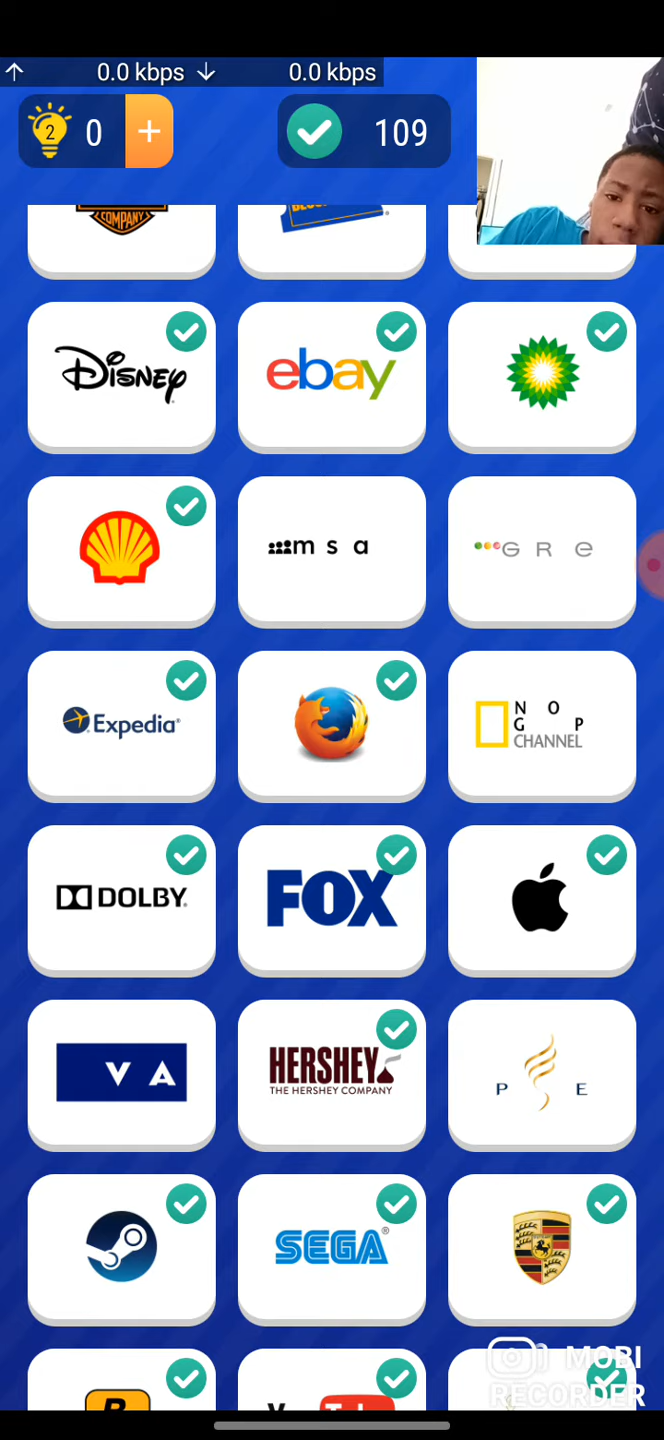 0.0 kbps 0.0 kbps
2 0 + 109
COMPANY
Disney ebay
m s a G R e
Expedia N O
G P
CHANNEL
DOLBY FOX
V A HERSHEY
THE HERSHEY COMPANY P E
SEGA
MOBI
RECORDER